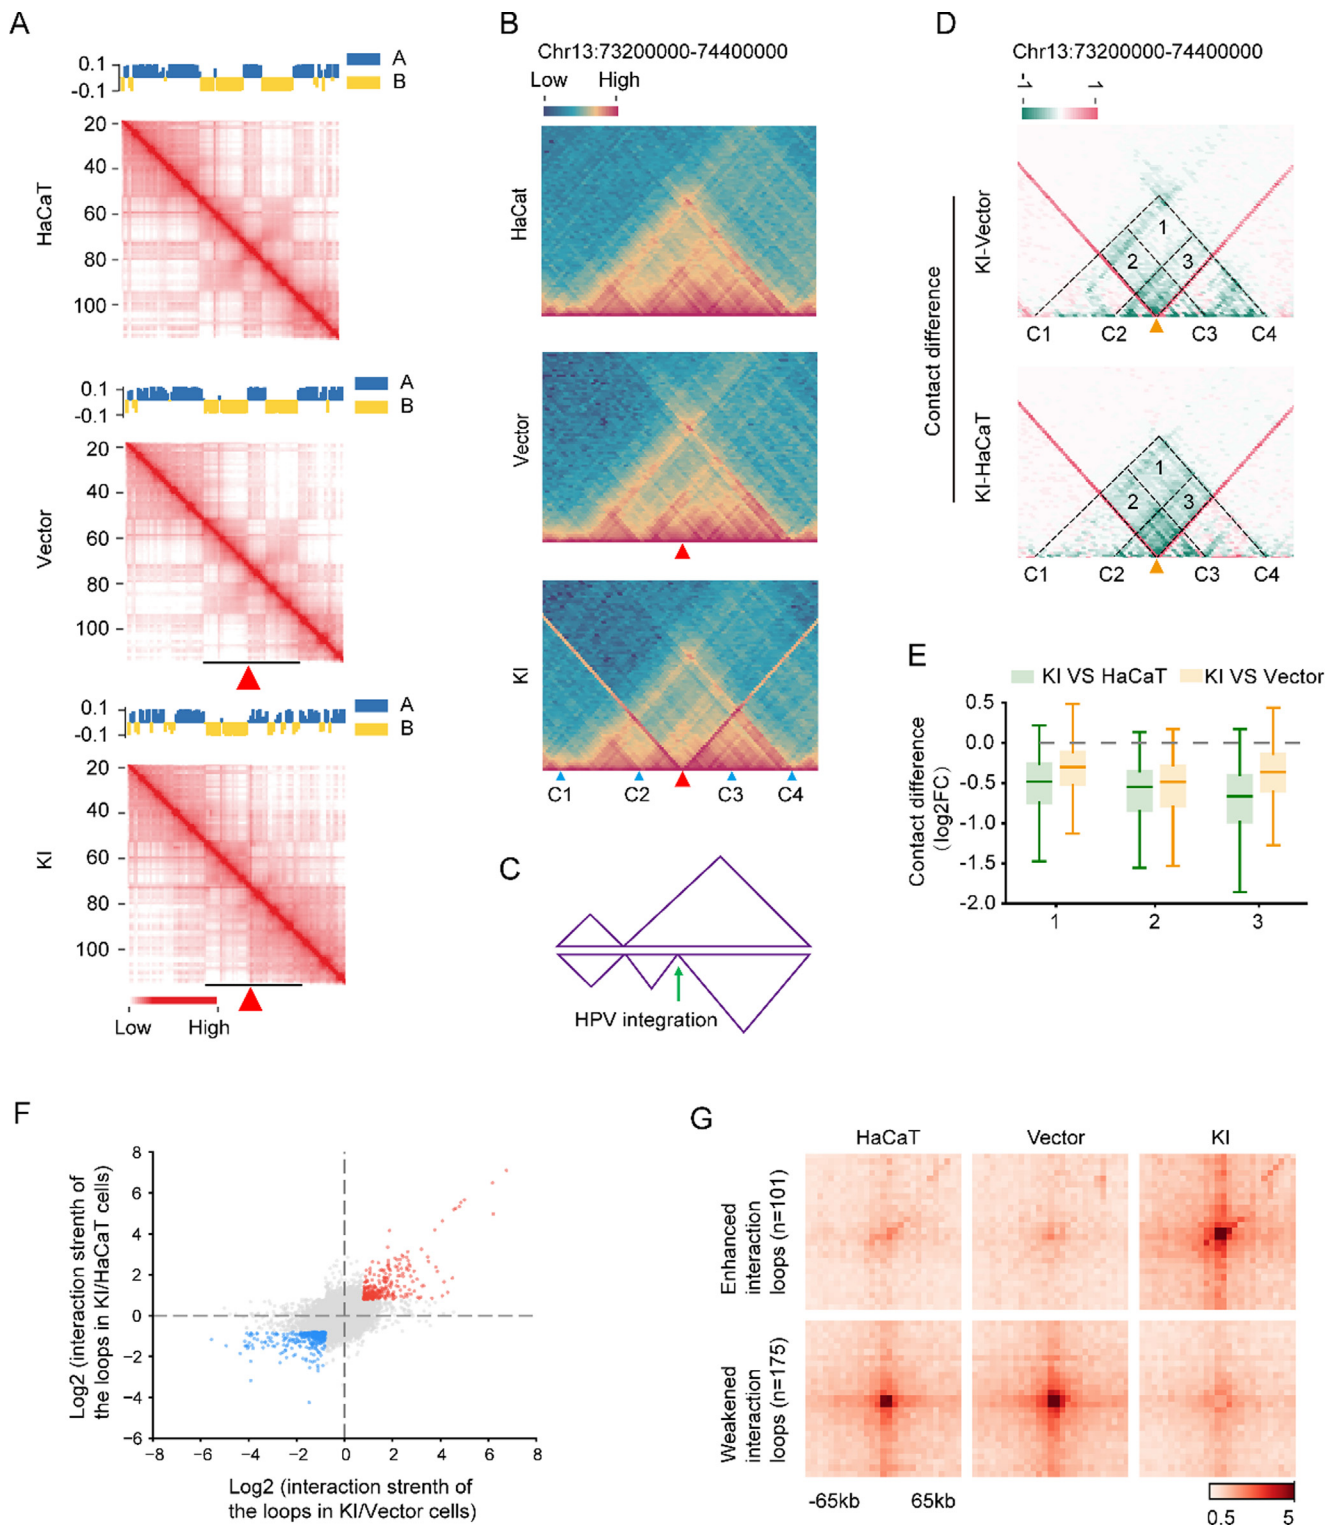 A
0.1
-0.1
A
B
HaCaT
20
40
60
80
100
0.1
-0.1
A
B
Vector
20
40
60
80
100
0.1
-0.1
A
B
KI
20
40
60
80
100
Low High
B
Chr13:73200000-74400000
Low High
HaCat
Vector
KI
C1 C2 C3 C4
C
HPV integration
D
Chr13:73200000-74400000
-1 1
Contact difference
KI-Vector
1
2 3
C1 C2 C3 C4
KI-HaCaT
1
2 3
C1 C2 C3 C4
E
KI VS HaCaT KI VS Vector
Contact difference
(log2FC)
0.5
0.0
-0.5
-1.0
-1.5
-2.0
1 2 3
F
Log2 (interaction strenth of
the loops in KI/HaCaT cells)
8
6
4
2
0
−2
−4
−6
−8 −6 −4 −2 0 2 4 6 8
Log2 (interaction strenth of
the loops in KI/Vector cells)
G
HaCaT Vector KI
Enhanced
interaction
loops (n=101)
Weakened
interaction
loops (n=175)
-65kb 65kb
0.5 5